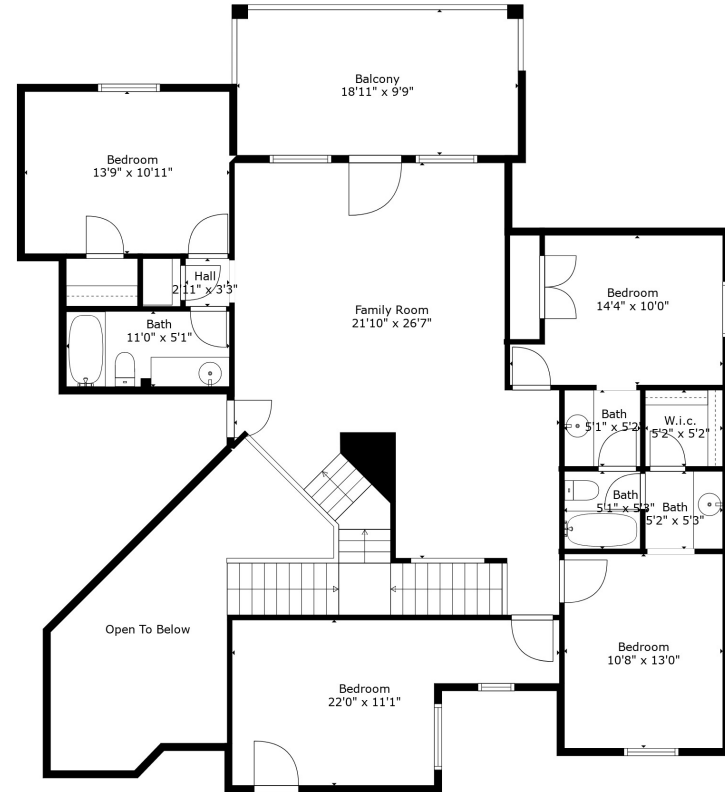 Balcony
18'11" x 9'9"
Bedroom
13'9" x 10'11"
Hall
2'11" x 3'3"
Bath
11'0" x 5'1"
Family Room
21'10" x 26'7"
Bedroom
14'4" x 10'0"
Bath
5'1" x 5'2"
W.i.c.
5'2" x 5'2"
Bath
5'1" x 5'3"
Bath
5'2" x 5'3"
Open To Below
Bedroom
22'0" x 11'1"
Bedroom
10'8" x 13'0"